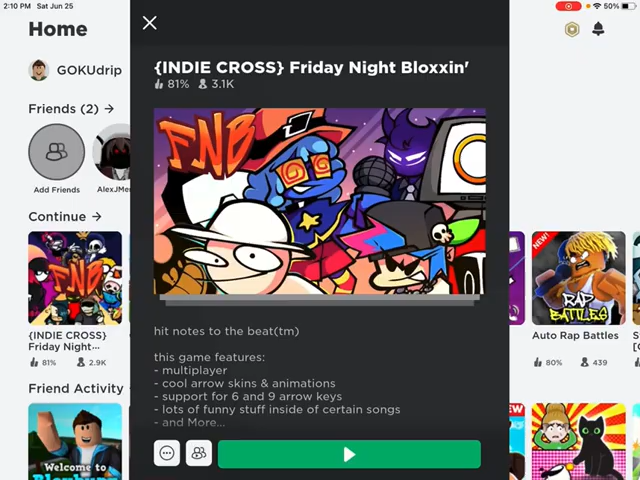 2:10 PM Sat Jun 25
50%
Home
GOKUdrip
Friends (2) →
Add Friends
AlexJMe
Continue →
FNB
{INDIE CROSS}
Friday Night...
81% 2.9K
Friend Activity
Welcome to
{INDIE CROSS} Friday Night Bloxxin'
81% 3.1K
FNB
hit notes to the beat(tm)
this game features:
- multiplayer
- cool arrow skins & animations
- support for 6 and 9 arrow keys
- lots of funny stuff inside of certain songs
- and More...
NEW!
RAP
BATTLES
Auto Rap Battles
80% 439